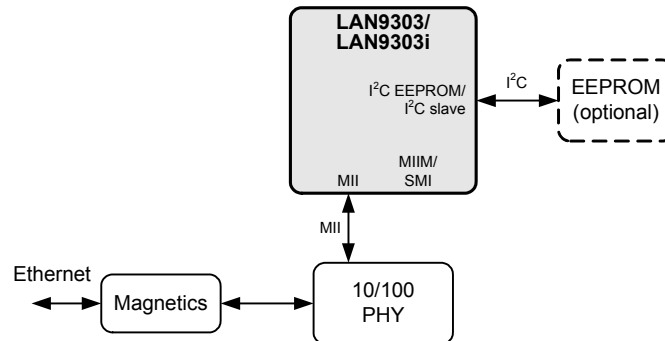 LAN9303/
LAN9303i
I²C EEPROM/
I²C slave
I²C
EEPROM
(optional)
MII
MIIM/
SMI
MII
Ethernet
Magnetics
10/100
PHY